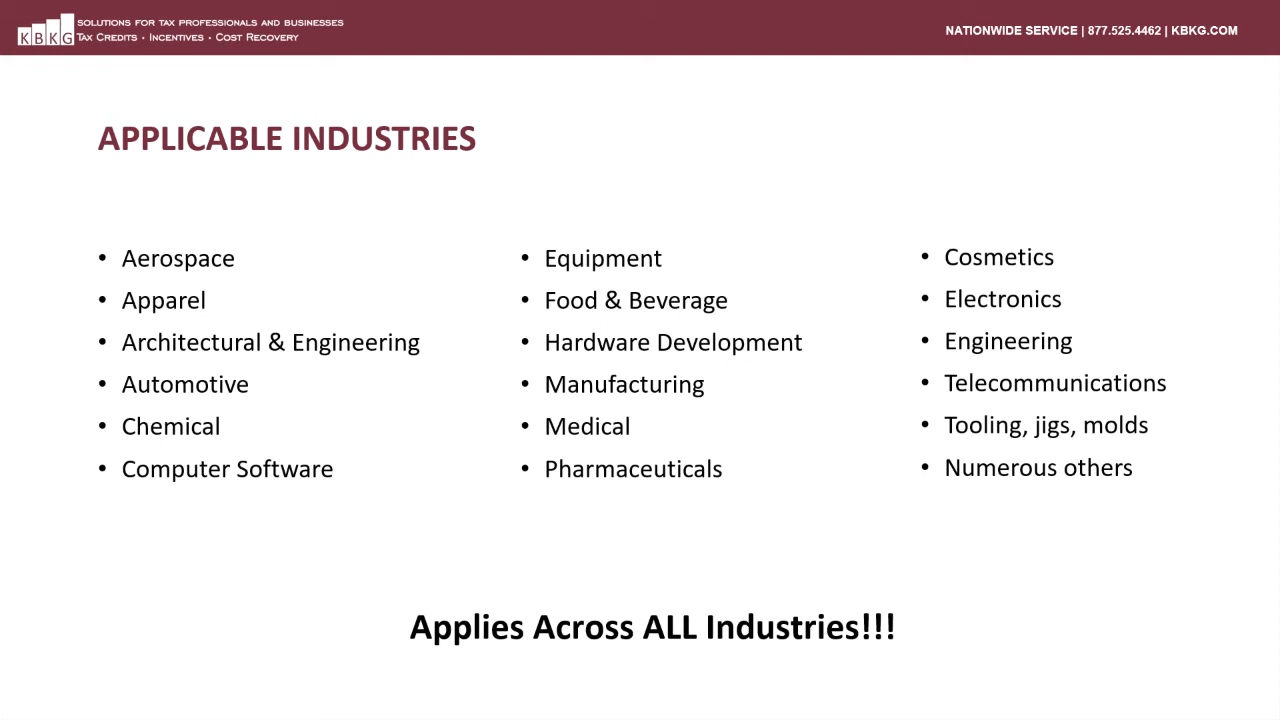 KBKG
SOLUTIONS FOR TAX PROFESSIONALS AND BUSINESSES
TAX CREDITS · INCENTIVES · COST RECOVERY
NATIONWIDE SERVICE | 877.525.4462 | KBKG.COM
APPLICABLE INDUSTRIES
• Aerospace
• Apparel
• Architectural & Engineering
• Automotive
• Chemical
• Computer Software
• Equipment
• Food & Beverage
• Hardware Development
• Manufacturing
• Medical
• Pharmaceuticals
• Cosmetics
• Electronics
• Engineering
• Telecommunications
• Tooling, jigs, molds
• Numerous others
Applies Across ALL Industries!!!